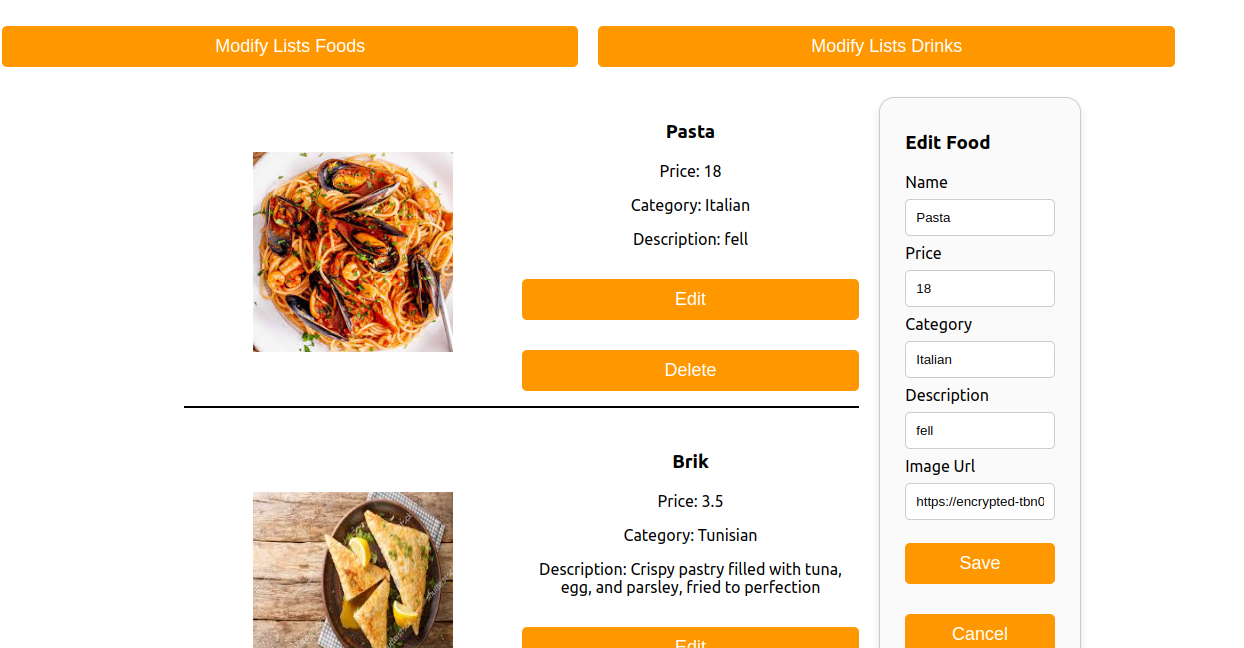 Modify Lists Foods
Modify Lists Drinks
Pasta
Price: 18
Category: Italian
Description: fell
Edit
Delete
Brik
Price: 3.5
Category: Tunisian
Description: Crispy pastry filled with tuna,
egg, and parsley, fried to perfection
Edit
Edit Food
Name
Pasta
Price
18
Category
Italian
Description
fell
Image Url
https://encrypted-tbn0
Save
Cancel